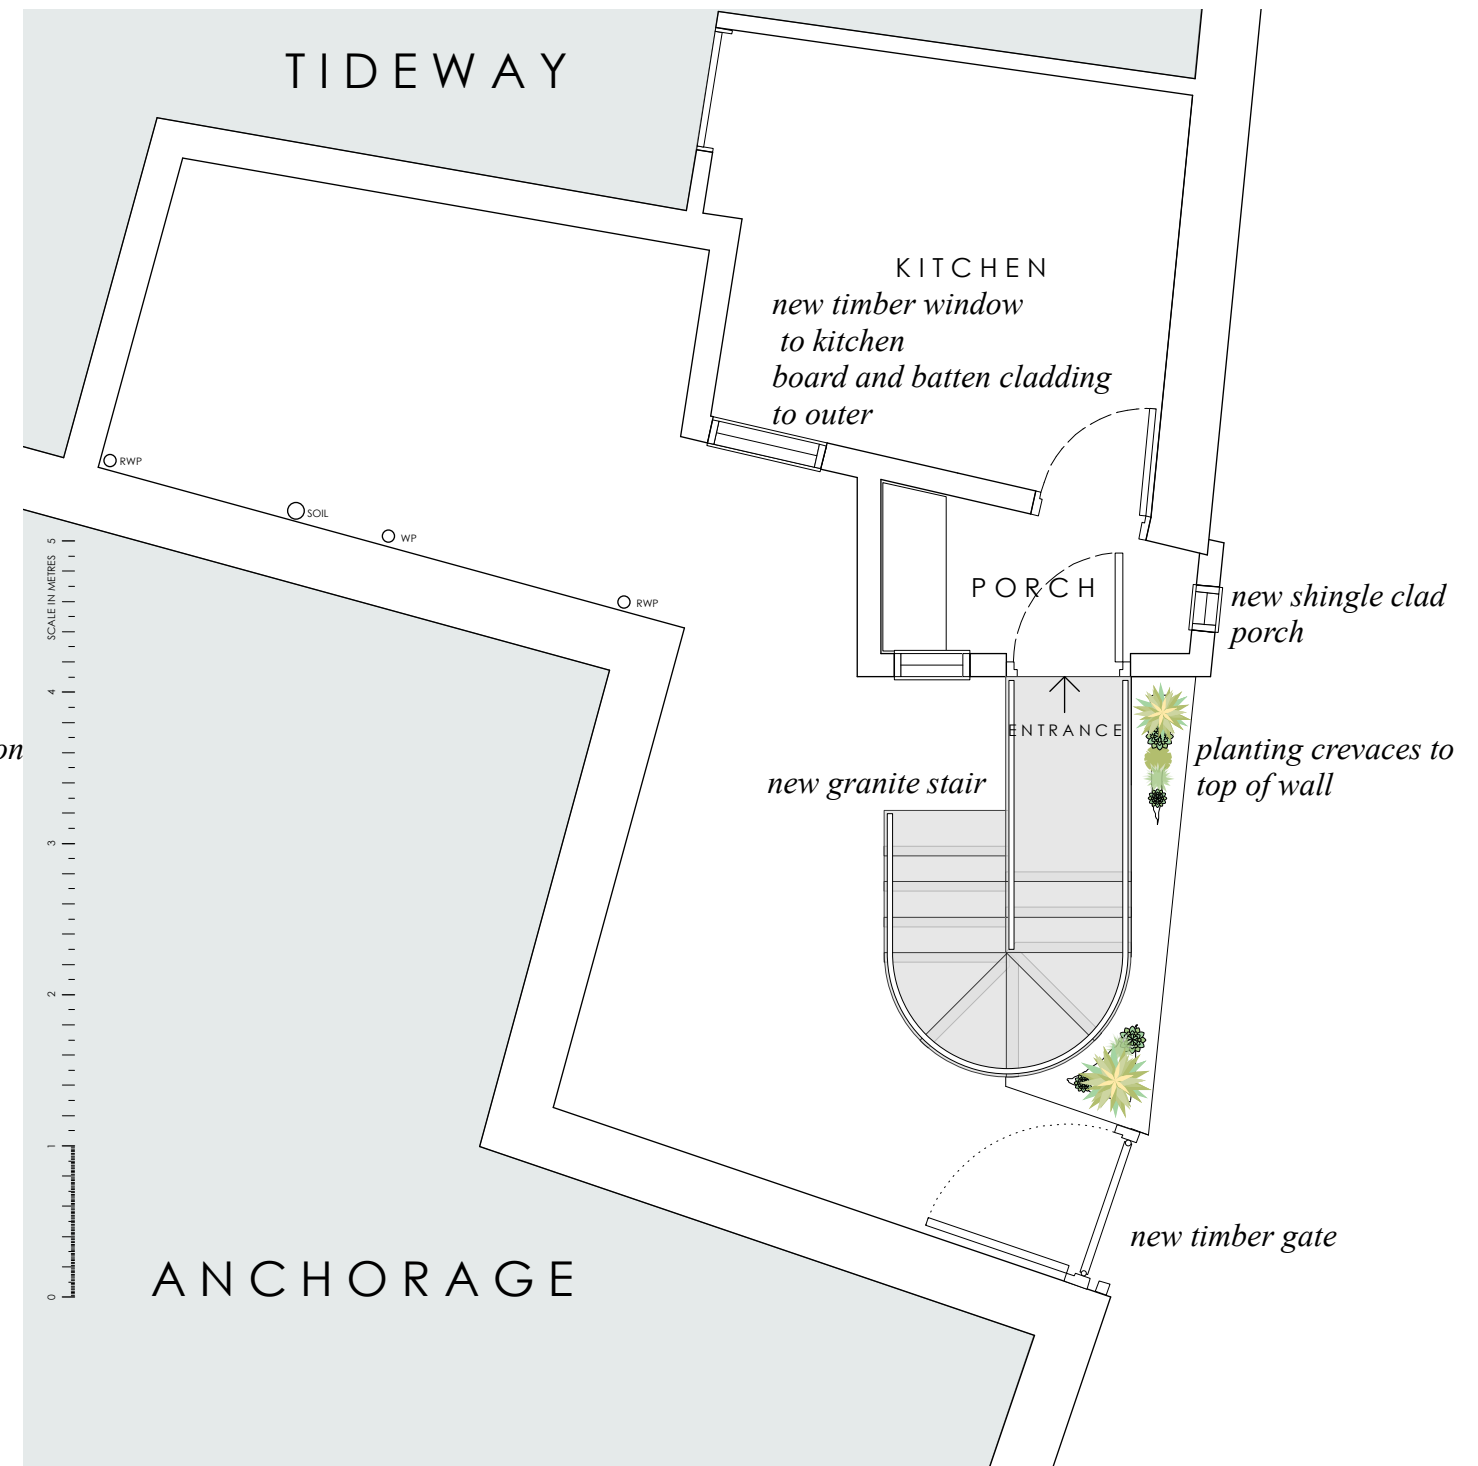 TIDEWAY
KITCHEN
new timber window
to kitchen
board and batten cladding
to outer
RWP
SOIL
WP
RWP
SCALE IN METRES
5
4
3
2
1
0
PORCH
new shingle clad
porch
ENTRANCE
on
planting crevaces to
top of wall
new granite stair
new timber gate
ANCHORAGE